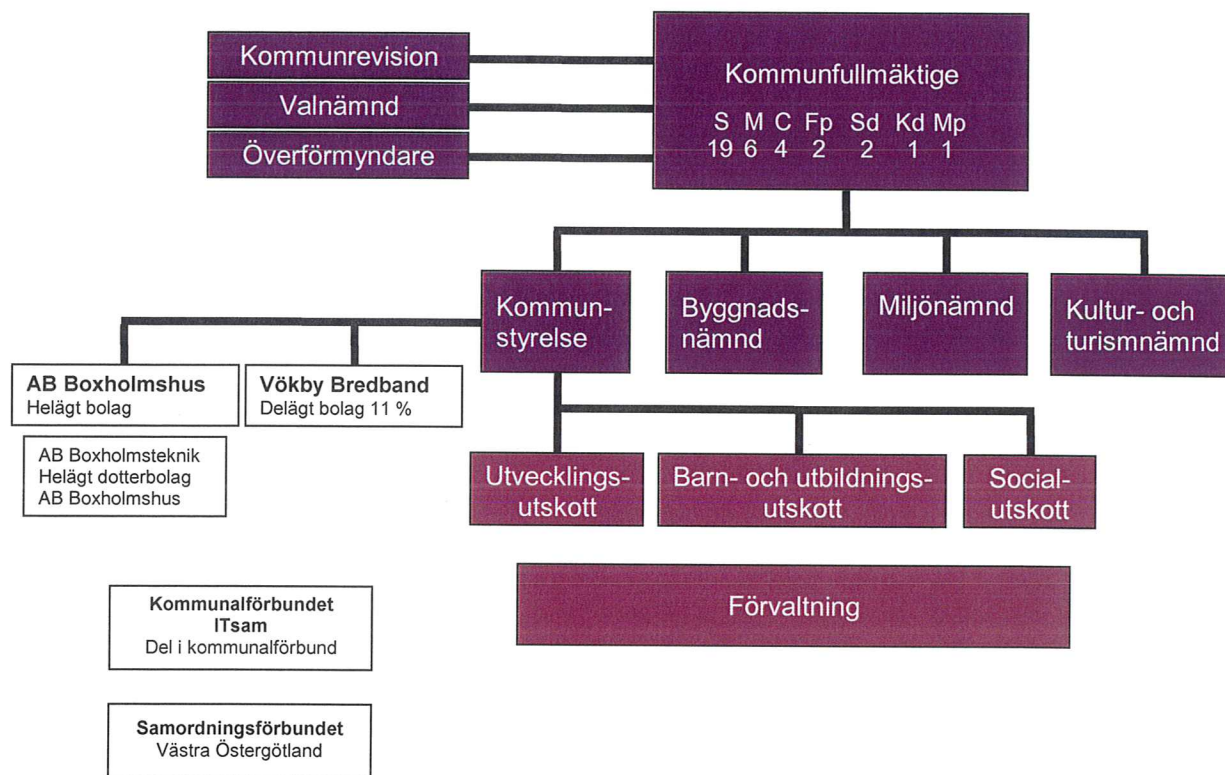 Kommunrevision
Valnämnd
Överförmyndare
Kommunfullmäktige
S M C Fp Sd Kd Mp
19 6 4 2 2 1 1
Kommun-
styrelse
Byggnads-
nämnd
Miljönämnd
Kultur- och
turismnämnd
AB Boxholmshus
Helägt bolag
Vökby Bredband
Delägt bolag 11 %
AB Boxholmsteknik
Helägt dotterbolag
AB Boxholmshus
Utvecklings-
utskott
Barn- och utbildnings-
utskott
Social-
utskott
Förvaltning
Kommunalförbundet
ITsam
Del i kommunalförbund
Samordningsförbundet
Västra Östergötland